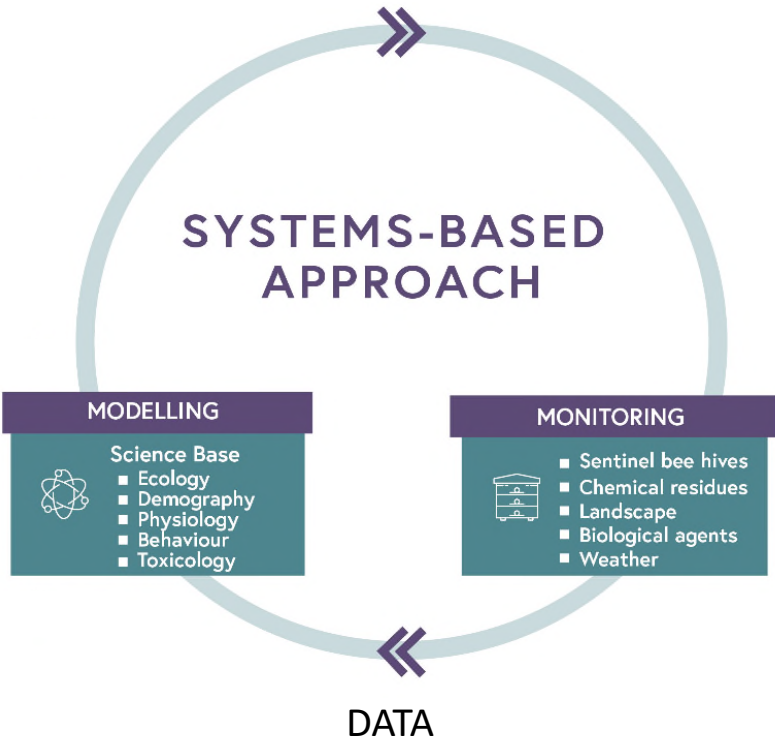 SYSTEMS-BASED
APPROACH
MODELLING
Science Base
Ecology
Demography
Physiology
Behaviour
Toxicology
MONITORING
Sentinel bee hives
Chemical residues
Landscape
Biological agents
Weather
DATA